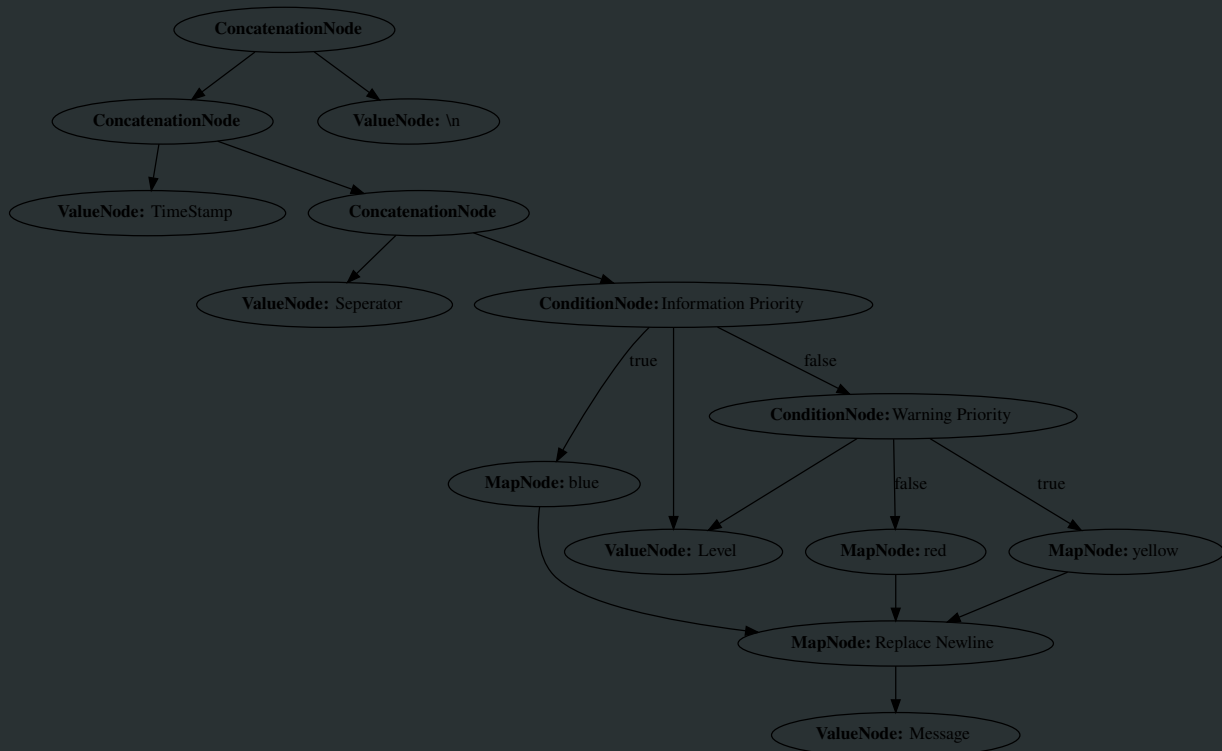 ConcatenationNode
ConcatenationNode
ValueNode: \n
ValueNode: TimeStamp
ConcatenationNode
ValueNode: Seperator
ConditionNode: Information Priority
true
false
ConditionNode: Warning Priority
MapNode: blue
false
true
ValueNode: Level
MapNode: red
MapNode: yellow
MapNode: Replace Newline
ValueNode: Message